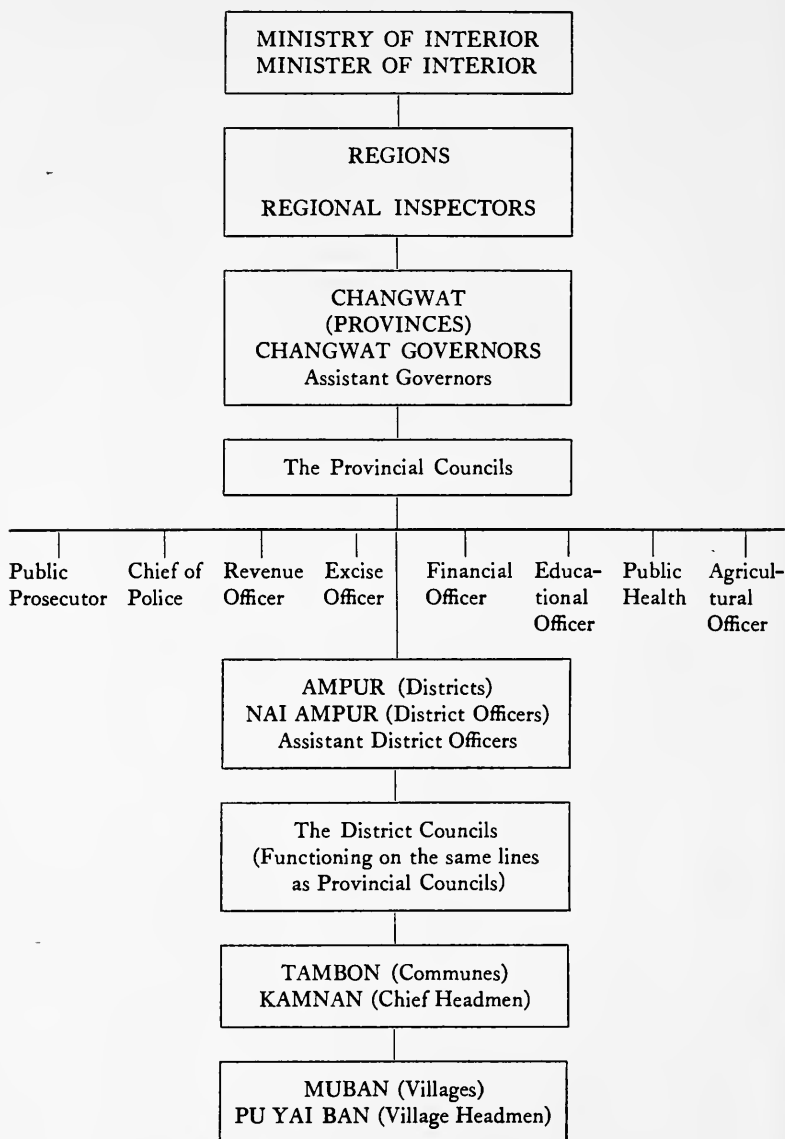 MINISTRY OF INTERIOR
MINISTER OF INTERIOR
REGIONS
REGIONAL INSPECTORS
CHANGWAT
(PROVINCES)
CHANGWAT GOVERNORS
Assistant Governors
The Provincial Councils
Public
Prosecutor
Chief of
Police
Revenue
Officer
Excise
Officer
Financial
Officer
Educa-
tional
Officer
Public
Health
Agricul-
tural
Officer
AMPUR (Districts)
NAI AMPUR (District Officers)
Assistant District Officers
The District Councils
(Functioning on the same lines
as Provincial Councils)
TAMBON (Communes)
KAMNAN (Chief Headmen)
MUBAN (Villages)
PU YAI BAN (Village Headmen)